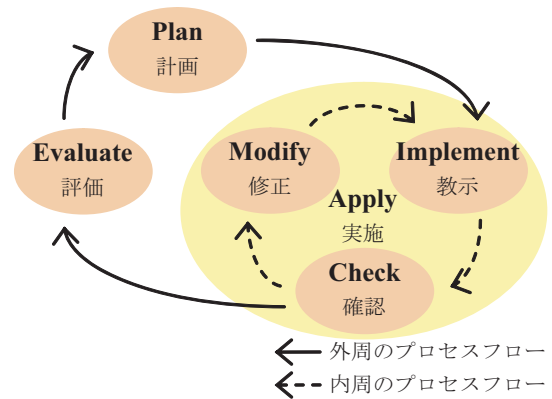 Plan
計画
Evaluate
評価
Modify
修正
Implement
教示
Apply
実施
Check
確認
外周のプロセスフロー
内周のプロセスフロー